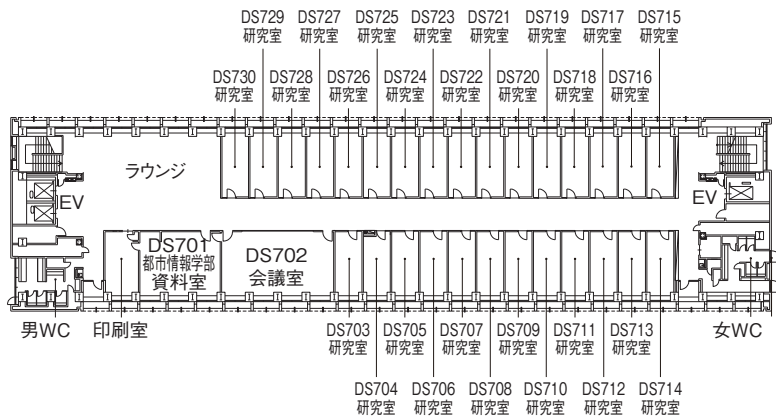 DS729
研究室
DS727
研究室
DS725
研究室
DS723
研究室
DS721
研究室
DS719
研究室
DS717
研究室
DS715
研究室
DS730
研究室
DS728
研究室
DS726
研究室
DS724
研究室
DS722
研究室
DS720
研究室
DS718
研究室
DS716
研究室
ラウンジ
EV
EV
DS701
都市情報学部
資料室
DS702
会議室
男WC
印刷室
DS703
研究室
DS705
研究室
DS707
研究室
DS709
研究室
DS711
研究室
DS713
研究室
女WC
DS704
研究室
DS706
研究室
DS708
研究室
DS710
研究室
DS712
研究室
DS714
研究室